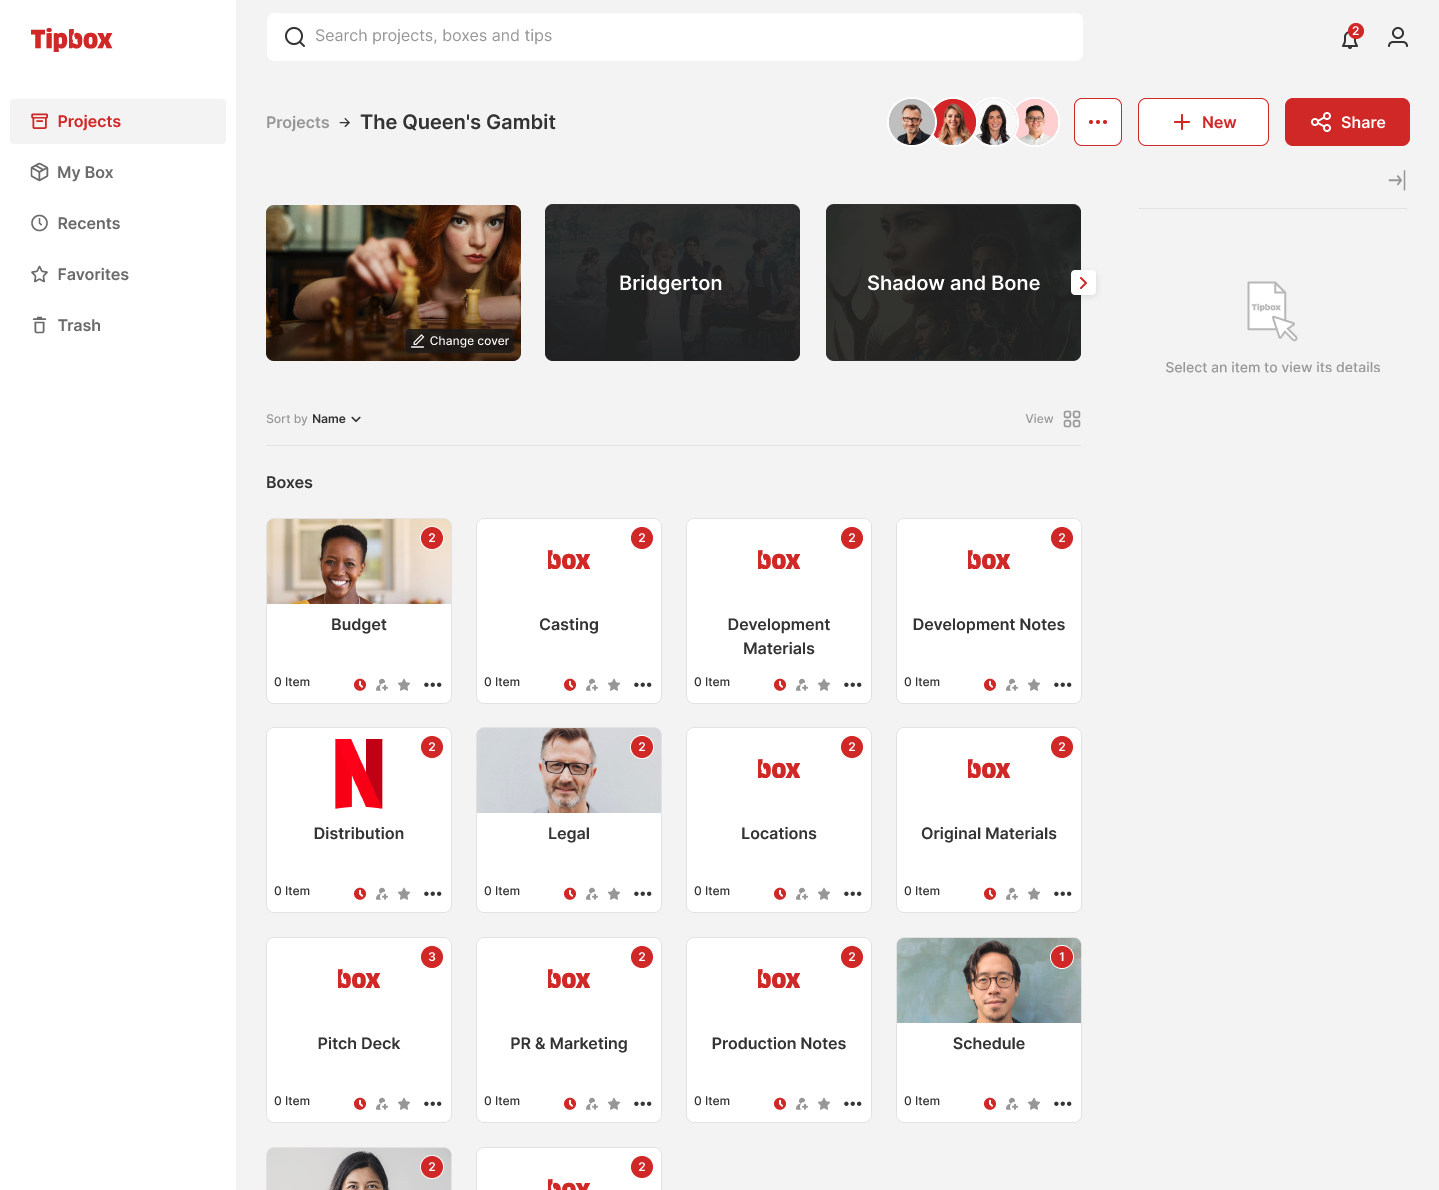 Tipbox
Search projects, boxes and tips
2
Projects
My Box
Recents
Favorites
Trash
Projects → The Queen's Gambit
New
Share
Change cover
Bridgerton
Shadow and Bone
Tipbox
Select an item to view its details
Sort by Name
View
Boxes
2
Budget
0 Item
2
box
Casting
0 Item
2
box
Development
Materials
0 Item
2
box
Development Notes
0 Item
2
N
Distribution
0 Item
2
Legal
0 Item
2
box
Locations
0 Item
2
box
Original Materials
0 Item
3
box
Pitch Deck
0 Item
2
box
PR & Marketing
0 Item
2
box
Production Notes
0 Item
1
Schedule
0 Item
2
2
box